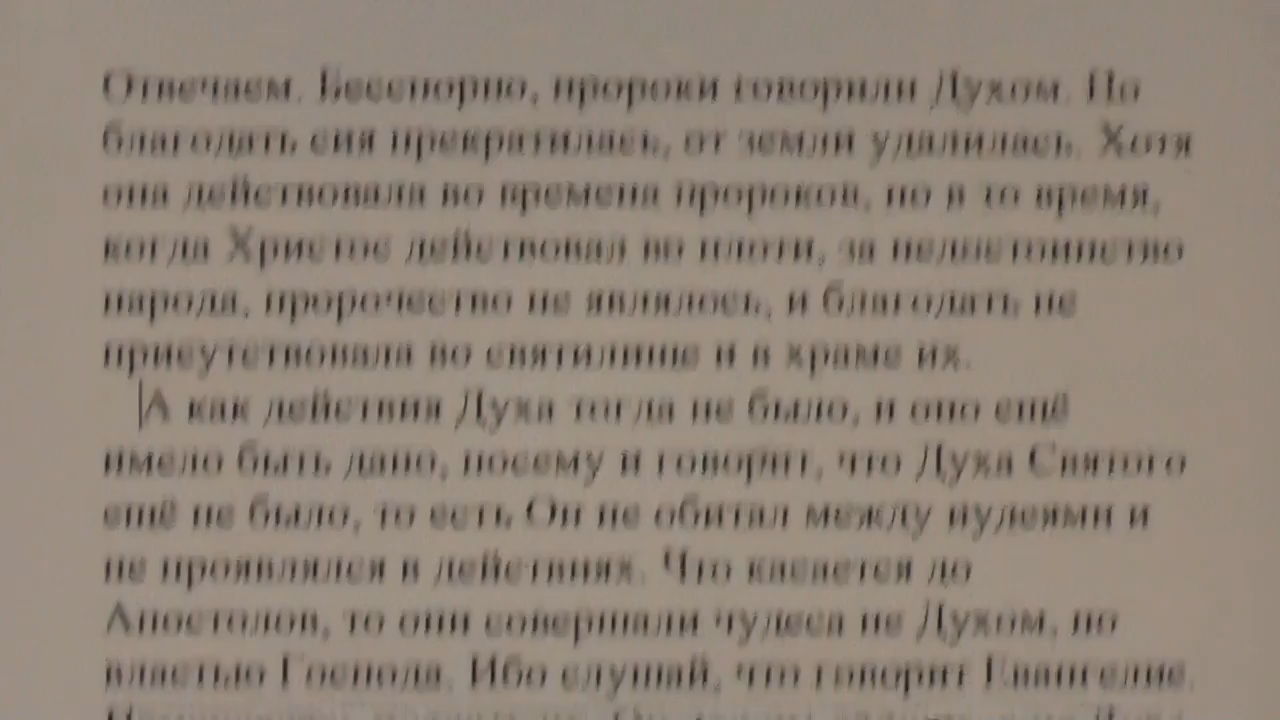 Отвечаем. Бесспорно, пророки говорили Духом. Но
благодать сия прекратилась, от земли удалилась. Хотя
она действовала во времена пророков, но в то время,
когда Христос действовал во плоти, за недостоинство
народа, пророчество не являлось, и благодать не
присутствовала во святилище и в храме их.
А как действия Духа тогда не было, и оно ещё
имело быть дано, посему и говорит, что Духа Святого
ещё не было, то есть Он не обитал между иудеями и
не проявлялся в действиях. Что касается до
Апостолов, то они совершали чудеса не Духом, но
властью Господа. Ибо слушай, что говорит Евангелие.